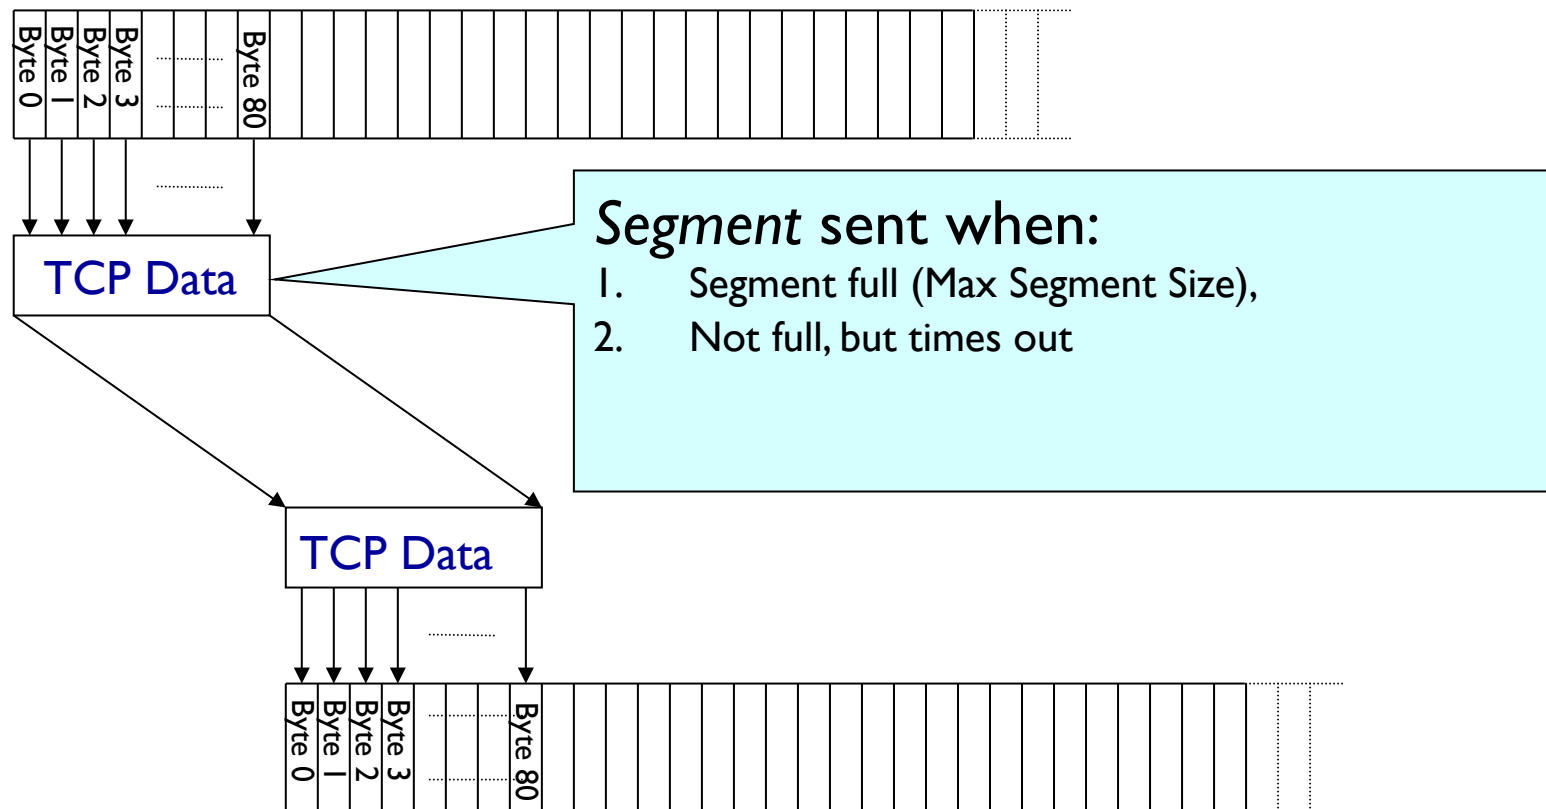 Byte 0
Byte 1
Byte 2
Byte 3
Byte 80
TCP Data
Segment sent when:
1. Segment full (Max Segment Size),
2. Not full, but times out
TCP Data
Byte 0
Byte 1
Byte 2
Byte 3
Byte 80